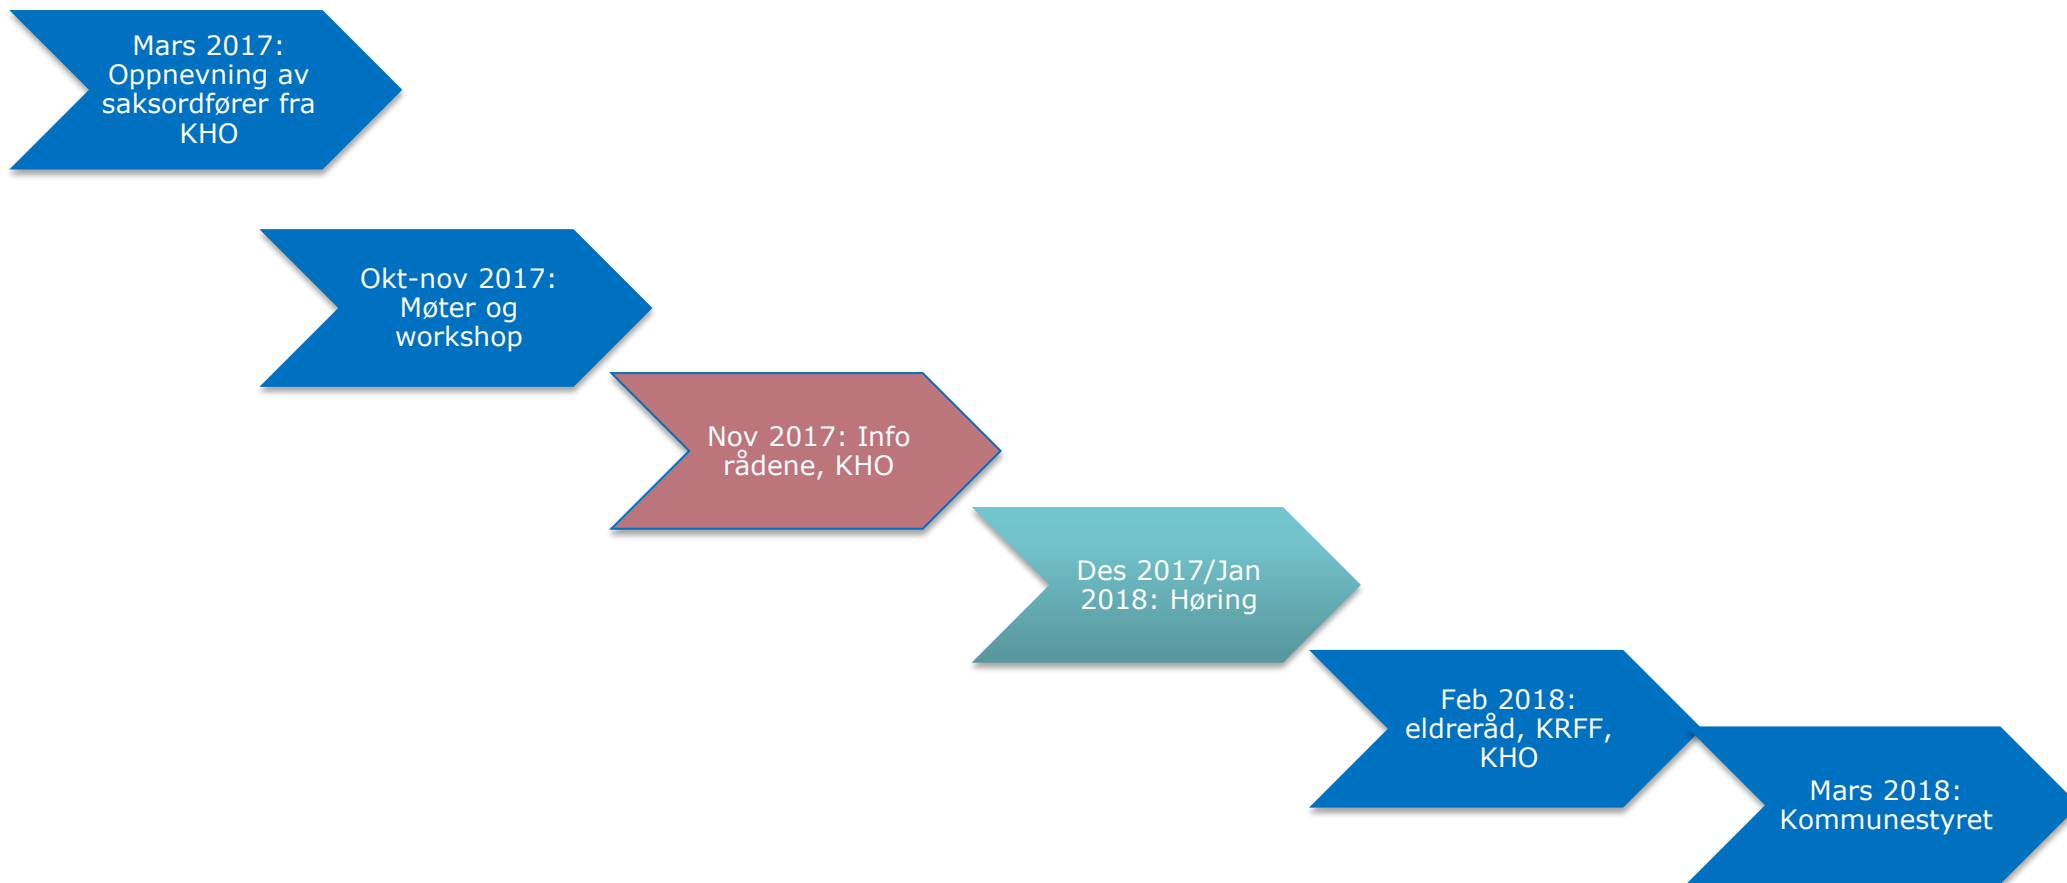 Mars 2017:
Oppnevning av
saksordfører fra
KHO
Okt-nov 2017:
Møter og
workshop
Nov 2017: Info
rådene, KHO
Des 2017/Jan
2018: Høring
Feb 2018:
eldreråd, KRFF,
KHO
Mars 2018:
Kommunestyret